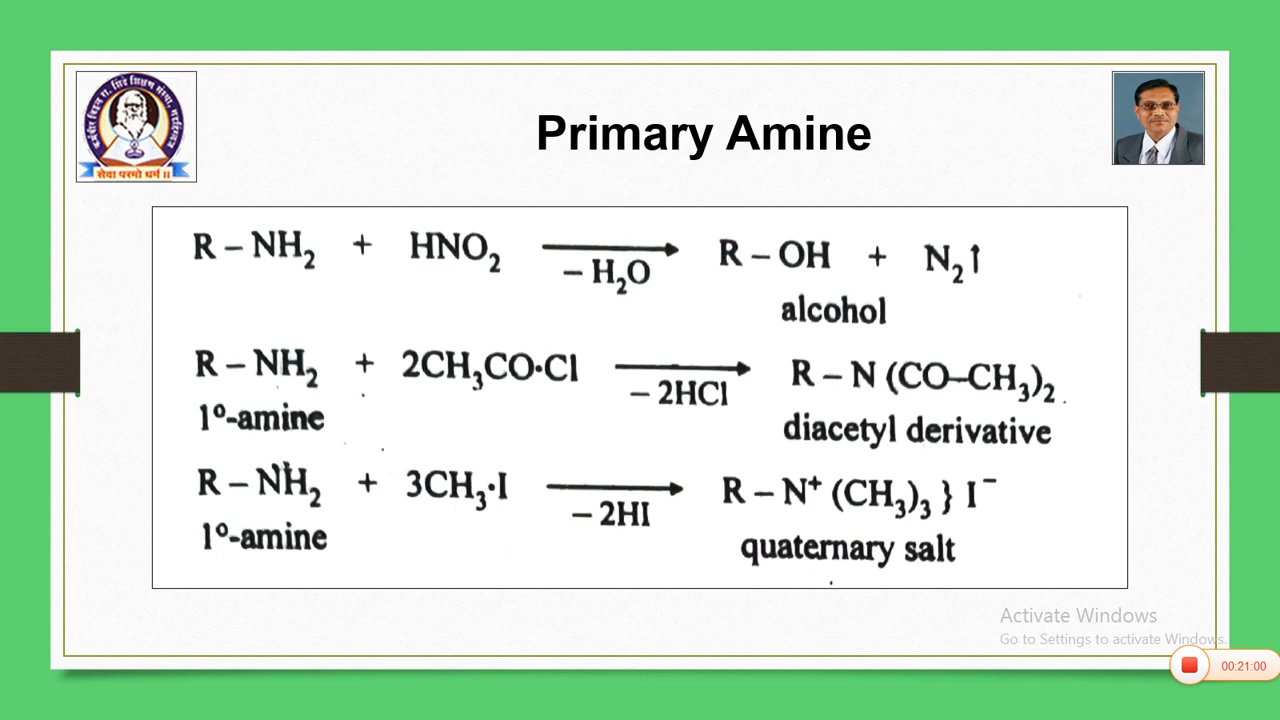 Primary Amine
R – NH₂ + HNO₂ → – H₂O R – OH + N₂↑
alcohol
R – NH₂ + 2CH₃CO·Cl → – 2HCl R – N (CO–CH₃)₂
1º-amine diacetyl derivative
R – NH₂ + 3CH₃·I → – 2HI R – N⁺ (CH₃)₃ } I⁻
1º-amine quaternary salt
सेवा परमो धर्म ॥
Activate Windows
Go to Settings to activate Windows.
00:21:00